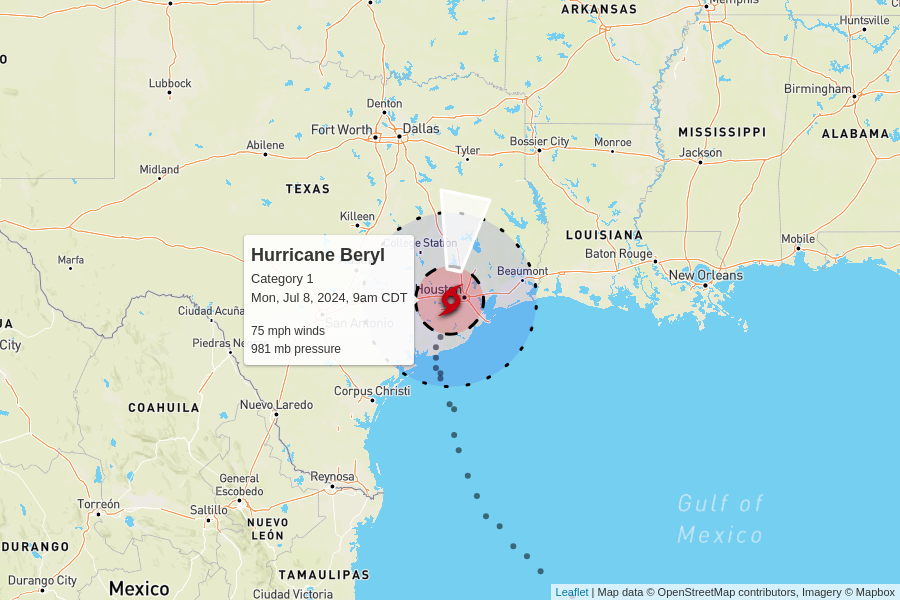 ARKANSAS
Memphis
Huntsville
Lubbock
Birmingham
Denton
Fort Worth
Dallas
MISSISSIPPI
ALABAMA
Abilene
Tyler
Bossier City
Monroe
Jackson
Midland
TEXAS
Killeen
LOUISIANA
Mobile
College Station
Baton Rouge
Marfa
Beaumont
New Orleans
Houston
Hurricane Beryl
Category 1
Mon, Jul 8, 2024, 9am CDT
75 mph winds
981 mb pressure
Ciudad Acuña
San Antonio
UA
City
Piedras Ne
Corpus Christi
COAHUILA
Nuevo Laredo
General
Escobedo
Reynosa
Torreón
Saltillo
Gulf of
Mexico
NUEVO
LEÓN
DURANGO
TAMAULIPAS
Durango City
Mexico
Ciudad Victoria
Leaflet | Map data © OpenStreetMap contributors, Imagery © Mapbox